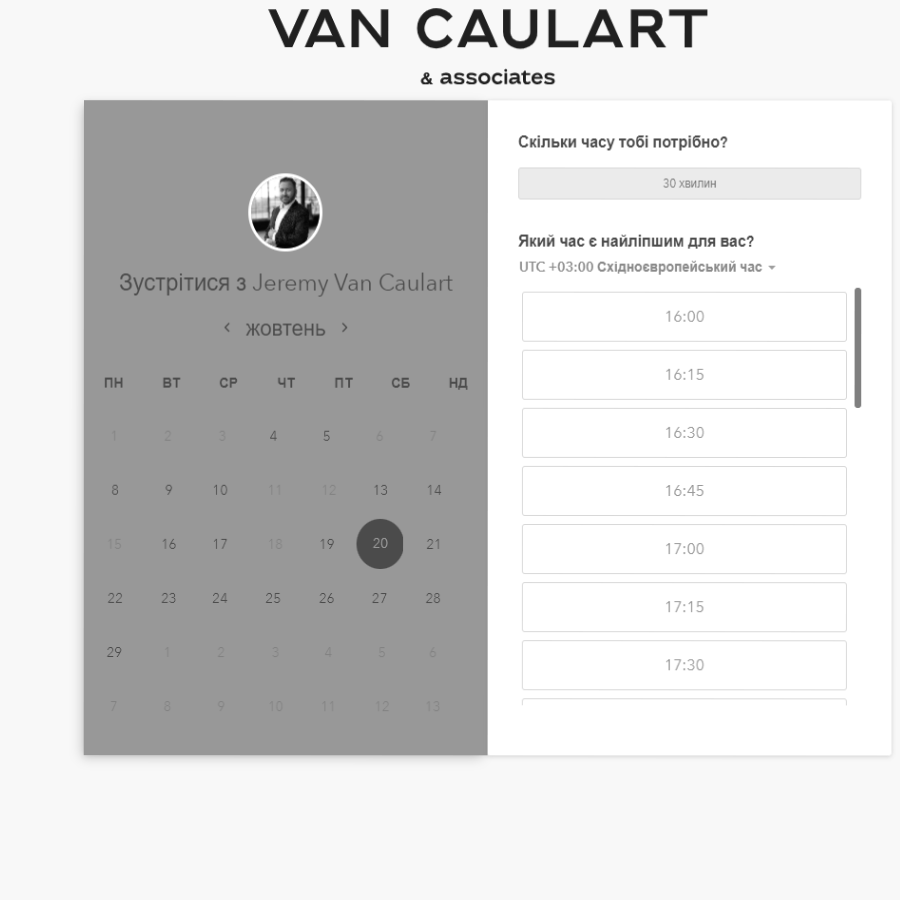 VAN CAULART
& associates
Зустрітися з Jeremy Van Caulart
жовтень
ПН ВТ СР ЧТ ПТ СБ НД
1 2 3 4 5 6 7
8 9 10 11 12 13 14
15 16 17 18 19 20 21
22 23 24 25 26 27 28
29 1 2 3 4 5 6
7 8 9 10 11 12 13
Скільки часу тобі потрібно?
30 хвилин
Який час є найліпшим для вас?
UTC +03:00 Східноєвропейський час
16:00
16:15
16:30
16:45
17:00
17:15
17:30